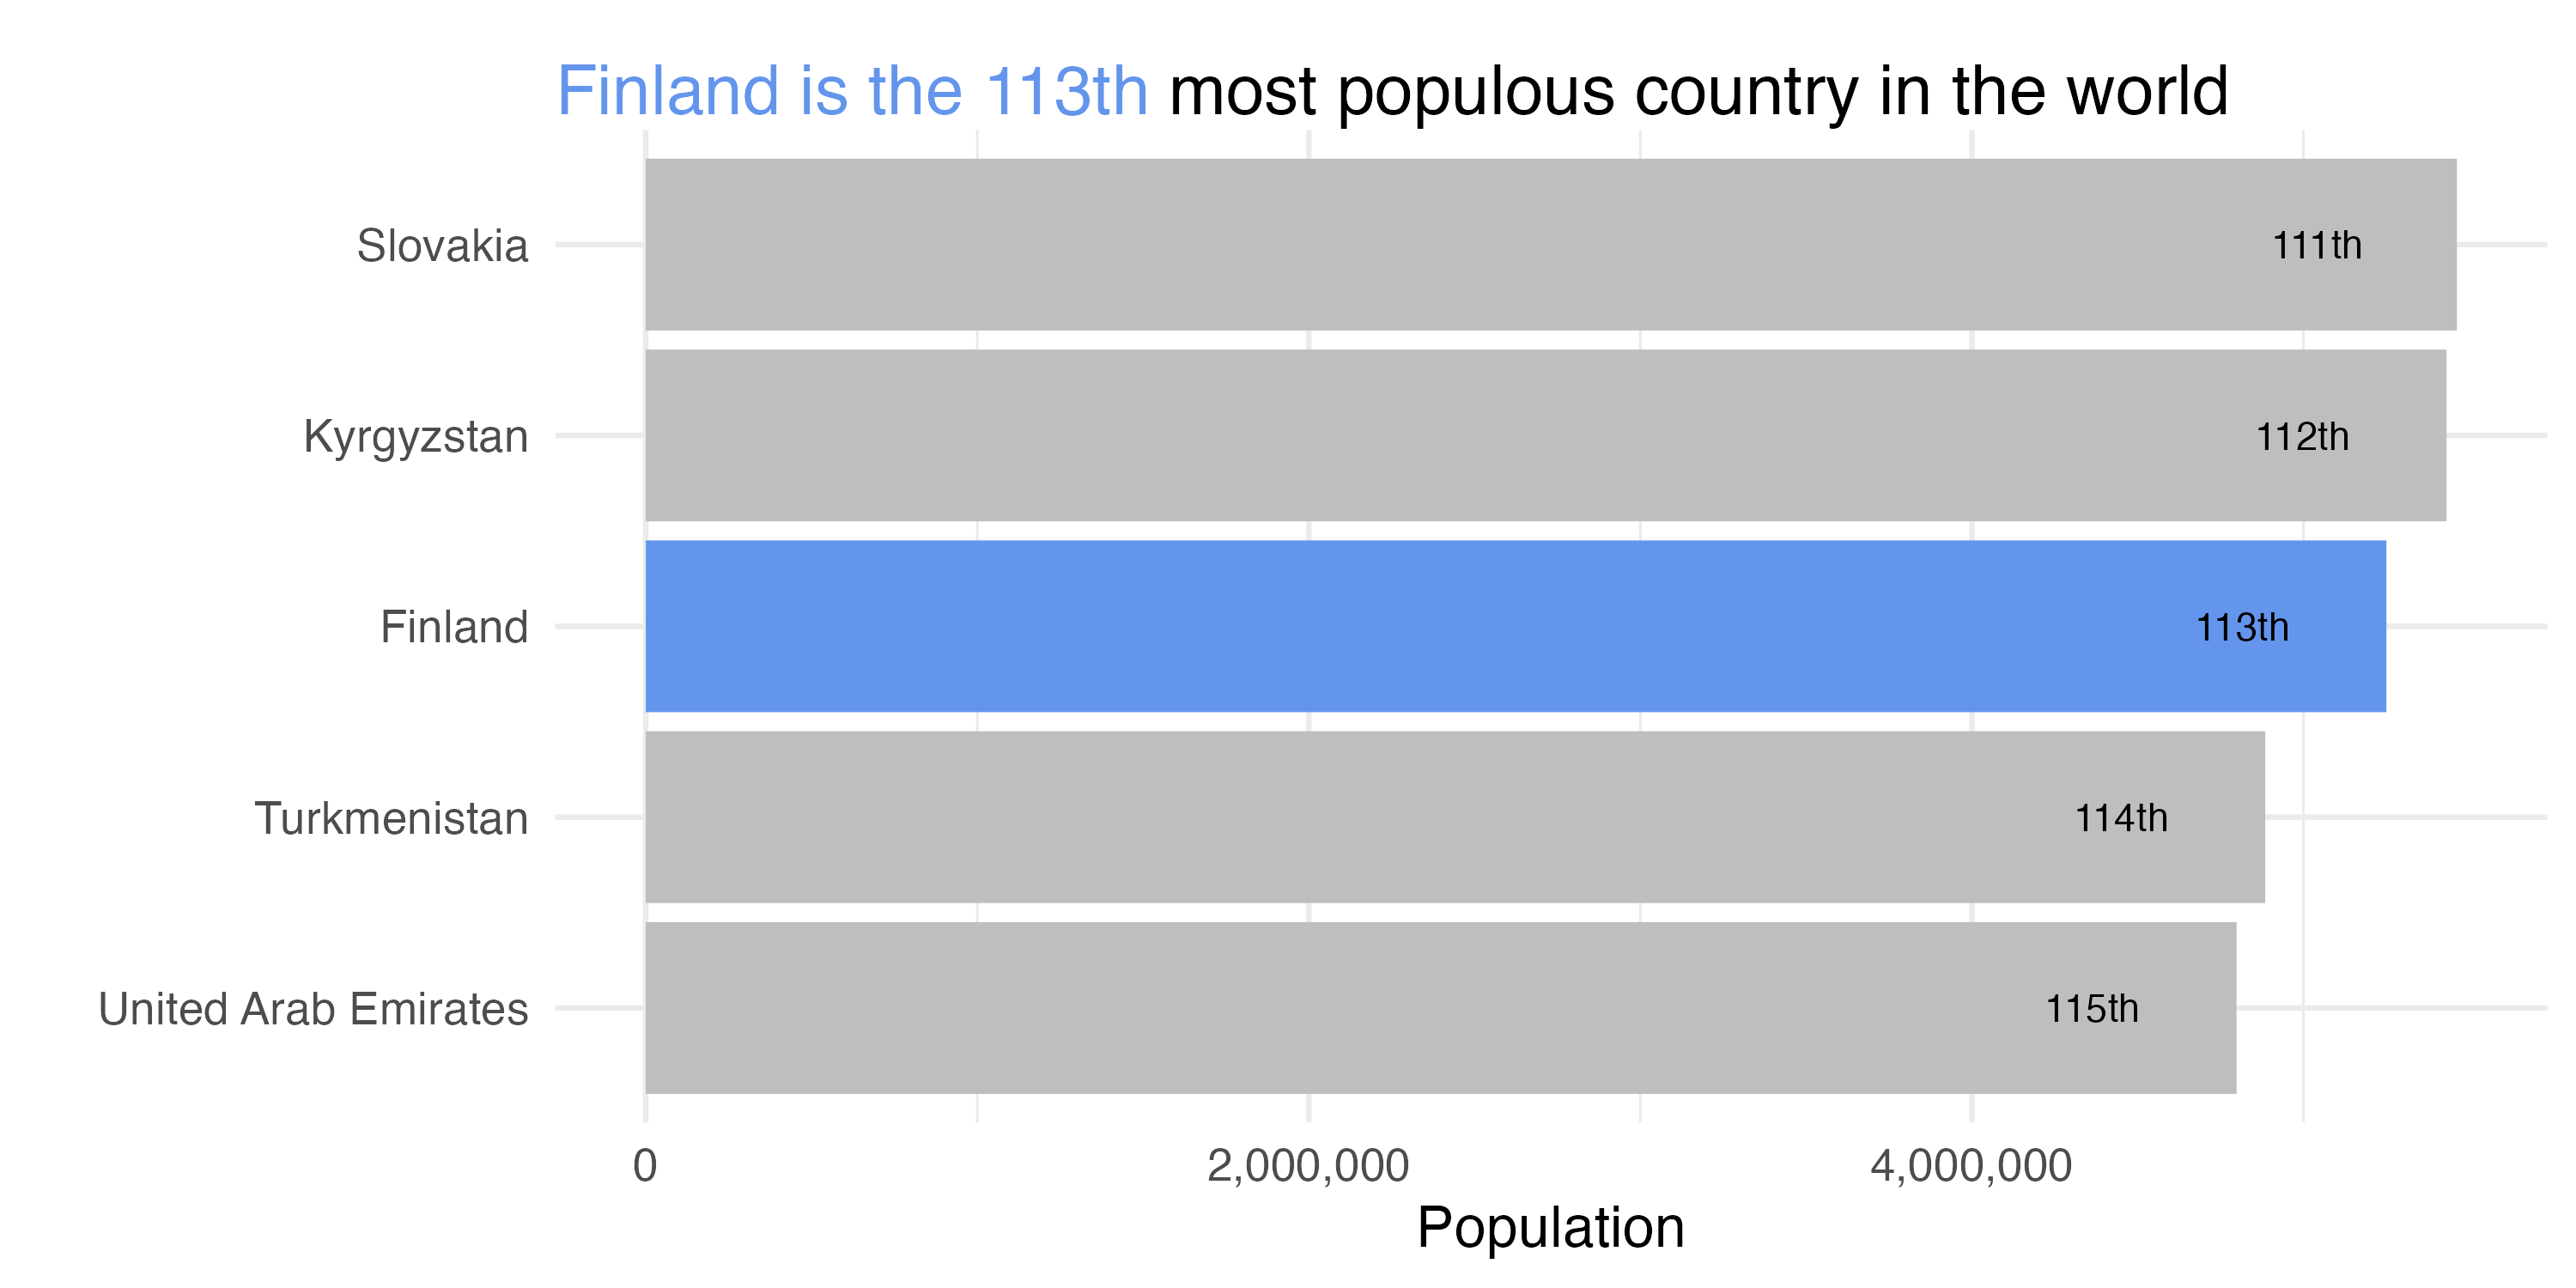 Finland is the 113th most populous country in the world
Slovakia 111th
Kyrgyzstan 112th
Finland 113th
Turkmenistan 114th
United Arab Emirates 115th
0 2,000,000 4,000,000
Population